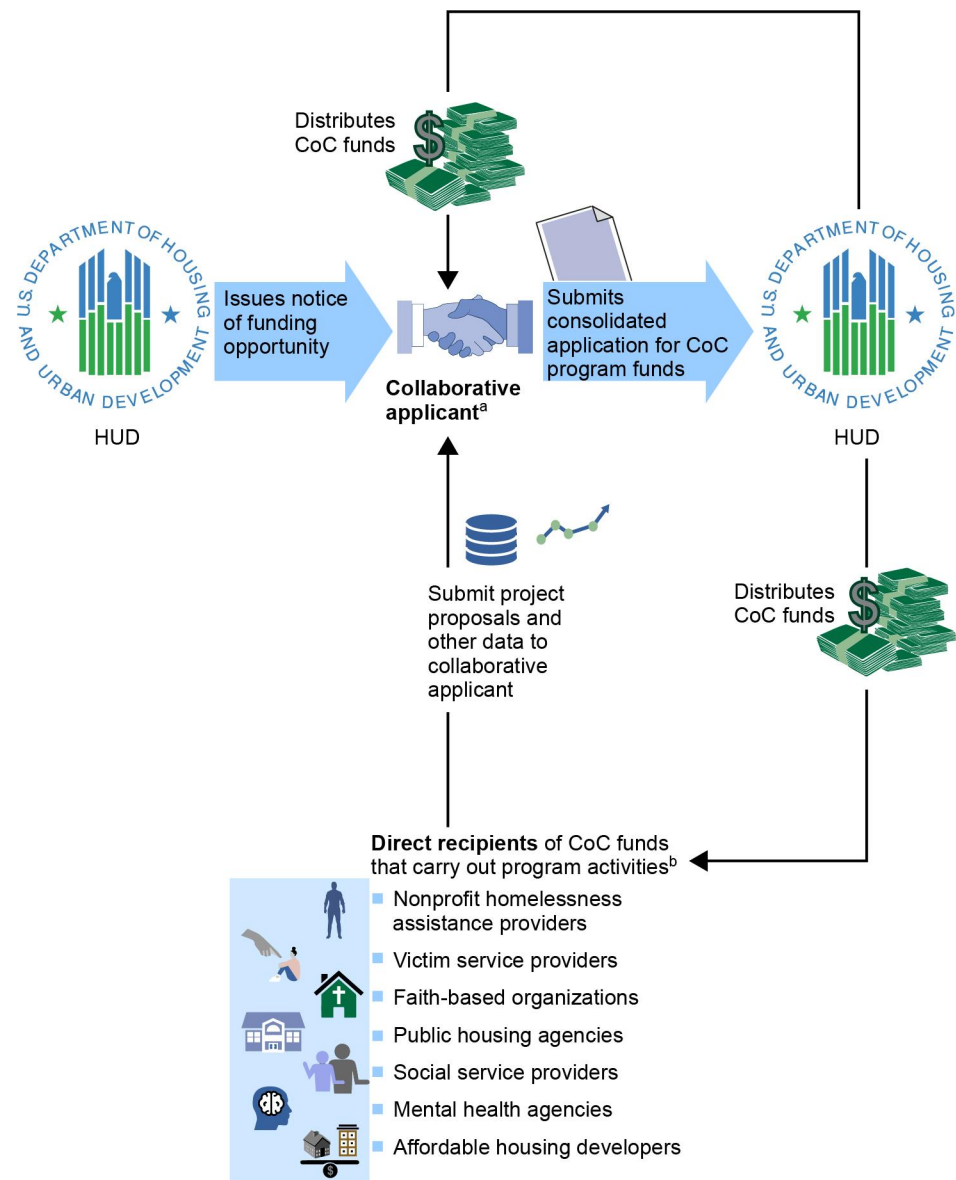 Distributes
CoC funds
$
U.S. DEPARTMENT OF HOUSING
AND URBAN DEVELOPMENT
HUD
Issues notice
of funding
opportunity
Collaborative
applicantᵃ
Submits
consolidated
application for CoC
program funds
U.S. DEPARTMENT OF HOUSING
AND URBAN DEVELOPMENT
HUD
Submit project
proposals and
other data to
collaborative
applicant
Distributes
CoC funds
$
Direct recipients of CoC funds
that carry out program activitiesᵇ
Nonprofit homelessness
assistance providers
Victim service providers
Faith-based organizations
Public housing agencies
Social service providers
Mental health agencies
Affordable housing developers
$